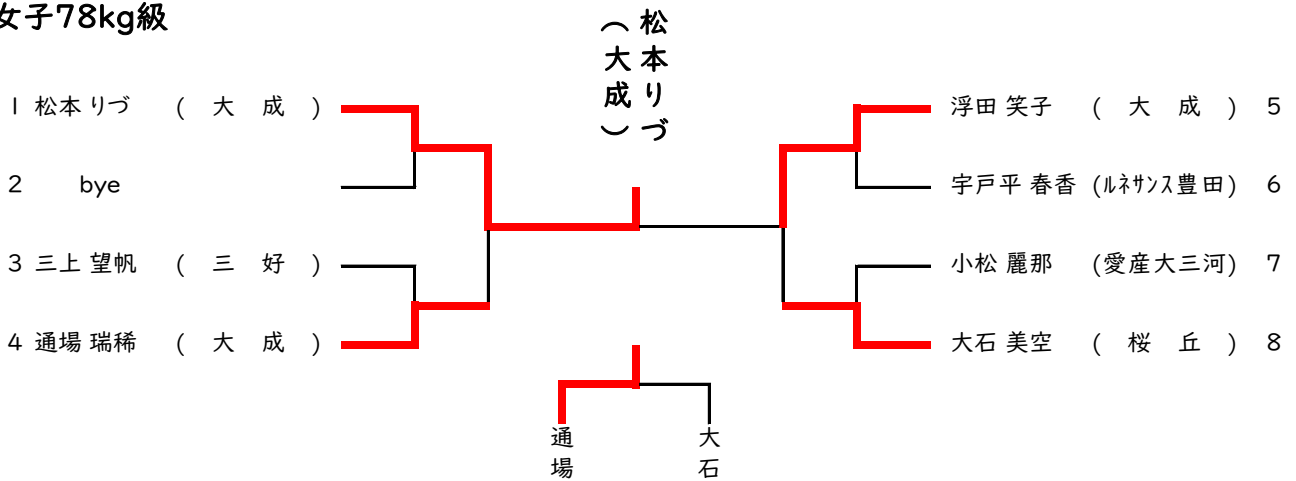 女子78kg級
松本りづ
（大成）
1 松本 りづ ( 大 成 )
2 bye
3 三上 望帆 ( 三 好 )
4 通場 瑞稀 ( 大 成 )
浮田 笑子 ( 大 成 ) 5
宇戸平 春香 (ﾙﾈｻﾝｽ豊田) 6
小松 麗那 (愛産大三河) 7
大石 美空 ( 桜 丘 ) 8
通場
大石